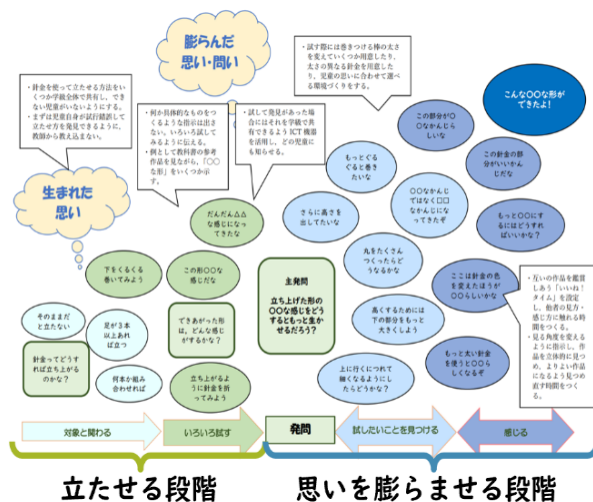 膨らんだ
思い・問い
・針金を使って立たせる方法をい
くつか学級全体で共有し、でき
ない児童がいないようにする。
・まずは児童自身が試行錯誤して
立たせ方を発見できるように、
教師から教え込まない。
・何か具体的なものを
つくるような指示は出
さない。いろいろ試して
みるように伝える。
・例として教科書の参考
作品を見ながら、「〇〇
な形」をいくつか示
す。
・試して発見があった場
合にはそれを学級で共
有できるようICT機器
を活用し、どの児童に
も知らせる。
・試す際には巻きつける棒の太さ
を変えていくつか用意したり、
太さの異なる針金を用意した
り、児童の思いに合わせて選べ
る環境づくりをする。
こんな〇〇な形が
できたよ!
生まれた
思い
だんだん△△
な感じになっ
てきたな
下をくるくる
巻いてみよう
この形〇〇な
感じだな
そのままだ
と立たない
足が3本
以上あれ
ば立つ
できあがった形
は、どんな感じ
がするかな?
針金ってどうす
れば立ち上がる
のかな?
何本か組み
合わせれば
立ち上がるよ
うに針金を折
ってみよう
主発問
立ち上げた形の
〇〇な感じをどう
するともっと生
かせるだろう?
もっとぐる
ぐると巻き
たいな
さらに高さを
出してたいな
〇〇なかんじ
ではなく□□
なかんじになっ
てきたぞ
丸をたくさん
つくったらど
うなるかな
高くするためには
下の部分をもっ
と大きくしよう
上に行くにつれて
細くなるようにし
たらどうかな?
この部分が〇
〇なかんじら
しいな
この針金の部
分がいいかん
じだな
もっと〇〇にす
るにはどうすれ
ばいいかな?
ここは針金の色
を変えたほうが
〇〇らしいかな
もっと太い針金
を使うと〇〇ら
しくなるぞ
・互いの作品を鑑賞
しあう「いいね!
タイム」を設定
し、他者の見方・
感じ方に触れる時
間をつくる。
・見る角度を変える
ように指示し、作品
を立体的に見つ
め、よりよい作品に
なるよう見つめ
直す時間をつく
る。
対象と関わる
いろいろ試す
発問
試したいことを見つける
感じる
立たせる段階
思いを膨らませる段階